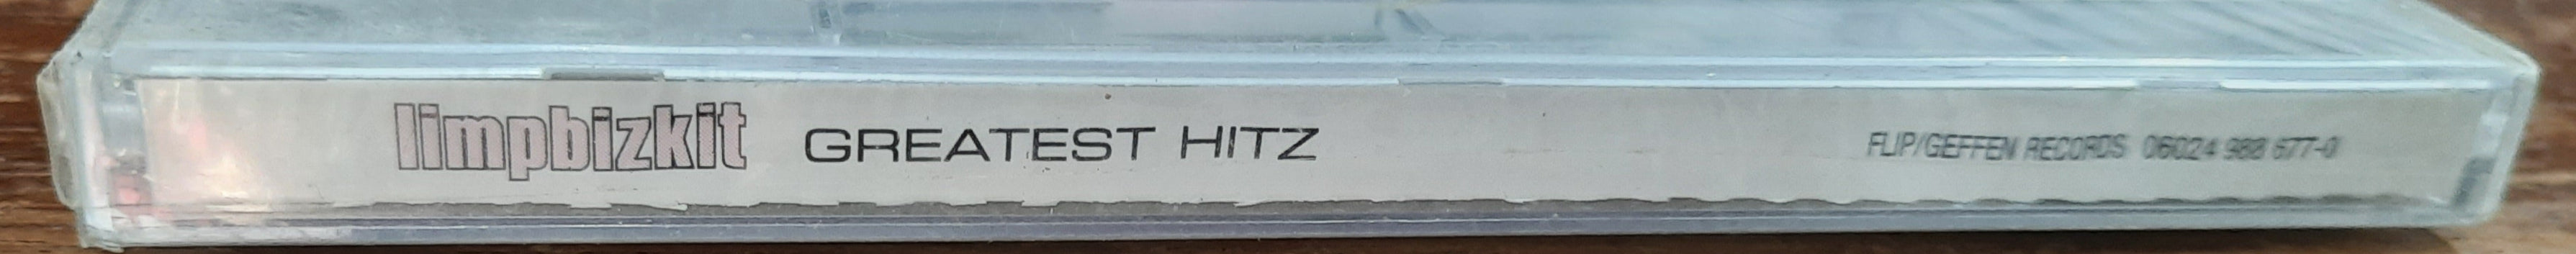 limpbizkit GREATEST HITZ FLIP/GEFFEN RECORDS 06024 988 677-0